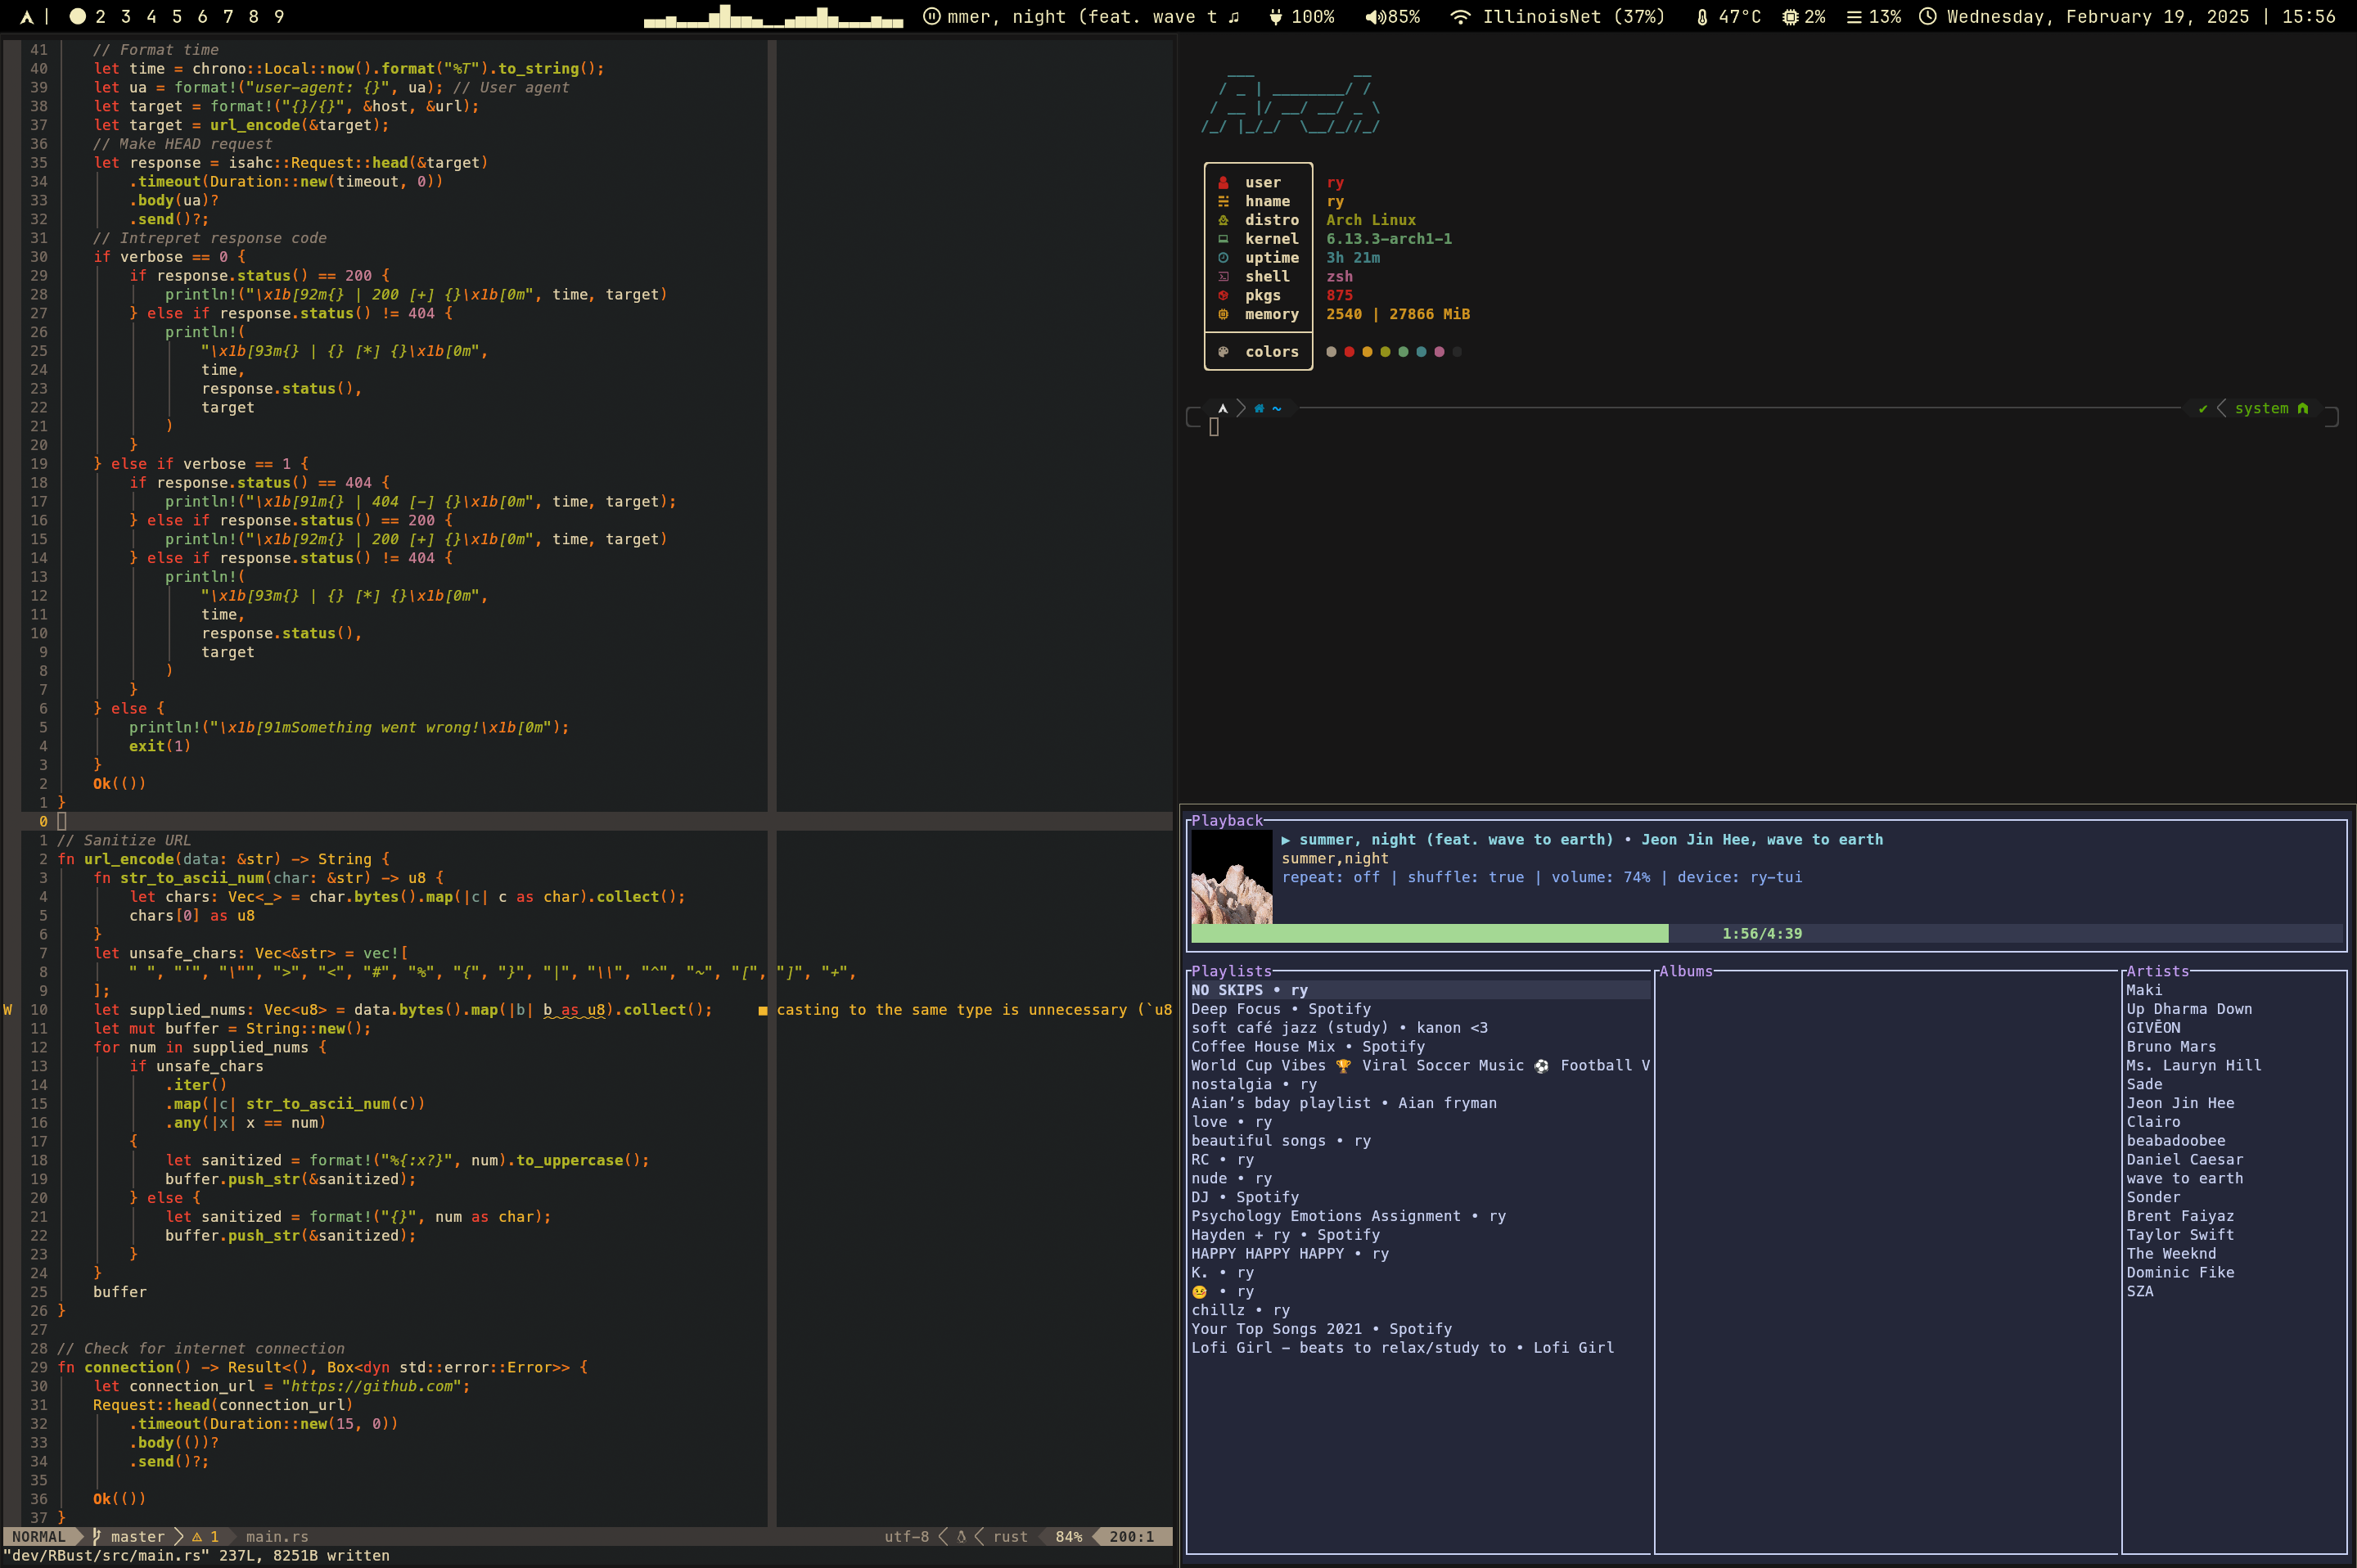 2 3 4 5 6 7 8 9
mmer, night (feat. wave t ♫ 100% 85% IllinoisNet (37%) 47°C 2% 13% Wednesday, February 19, 2025 | 15:56
41 // Format time
40 let time = chrono::Local::now().format("%T").to_string();
39 let ua = format!("user-agent: {}", ua); // User agent
38 let target = format!("{}/{}", &host, &url);
37 let target = url_encode(&target);
36 // Make HEAD request
35 let response = isahc::Request::head(&target)
34 .timeout(Duration::new(timeout, 0))
33 .body(ua)?
32 .send()?;
31 // Intrepret response code
30 if verbose == 0 {
29 if response.status() == 200 {
28 println!("\x1b[92m{} | 200 [+] {}\x1b[0m", time, target)
27 } else if response.status() != 404 {
26 println!(
25 "\x1b[93m{} | {} [*] {}\x1b[0m",
24 time,
23 response.status(),
22 target
21 )
20 }
19 } else if verbose == 1 {
18 if response.status() == 404 {
17 println!("\x1b[91m{} | 404 [-] {}\x1b[0m", time, target);
16 } else if response.status() == 200 {
15 println!("\x1b[92m{} | 200 [+] {}\x1b[0m", time, target)
14 } else if response.status() != 404 {
13 println!(
12 "\x1b[93m{} | {} [*] {}\x1b[0m",
11 time,
10 response.status(),
9 target
8 )
7 }
6 } else {
5 println!("\x1b[91mSomething went wrong!\x1b[0m");
4 exit(1)
3 }
2 Ok(())
1 }
0
1 // Sanitize URL
2 fn url_encode(data: &str) -> String {
3 fn str_to_ascii_num(char: &str) -> u8 {
4 let chars: Vec<_> = char.bytes().map(|c| c as char).collect();
5 chars[0] as u8
6 }
7 let unsafe_chars: Vec<&str> = vec![
8 " ", "'", "\"", ">", "<", "#", "%", "{", "}", "|", "\\", "^", "~", "[", "]", "+",
9 ];
W 10 let supplied_nums: Vec<u8> = data.bytes().map(|b| b as u8).collect(); ■ casting to the same type is unnecessary (`u8
11 let mut buffer = String::new();
12 for num in supplied_nums {
13 if unsafe_chars
14 .iter()
15 .map(|c| str_to_ascii_num(c))
16 .any(|x| x == num)
17 {
18 let sanitized = format!("%{:x?}", num).to_uppercase();
19 buffer.push_str(&sanitized);
20 } else {
21 let sanitized = format!("{}", num as char);
22 buffer.push_str(&sanitized);
23 }
24 }
25 buffer
26 }
27
28 // Check for internet connection
29 fn connection() -> Result<(), Box<dyn std::error::Error>> {
30 let connection_url = "https://github.com";
31 Request::head(connection_url)
32 .timeout(Duration::new(15, 0))
33 .body(())?
34 .send()?;
35
36 Ok(())
37 }
NORMAL master 1 main.rs utf-8 rust 84% 200:1
"dev/RBust/src/main.rs" 237L, 8251B written
Arch
user ry
hname ry
distro Arch Linux
kernel 6.13.3-arch1-1
uptime 3h 21m
shell zsh
pkgs 875
memory 2540 | 27866 MiB
colors
~ ✔ system
Playback
▶ summer, night (feat. wave to earth) • Jeon Jin Hee, wave to earth
summer,night
repeat: off | shuffle: true | volume: 74% | device: ry-tui
1:56/4:39
Playlists
NO SKIPS • ry
Deep Focus • Spotify
soft café jazz (study) • kanon <3
Coffee House Mix • Spotify
World Cup Vibes 🏆 Viral Soccer Music ⚽ Football V
nostalgia • ry
Aian’s bday playlist • Aian fryman
love • ry
beautiful songs • ry
RC • ry
nude • ry
DJ • Spotify
Psychology Emotions Assignment • ry
Hayden + ry • Spotify
HAPPY HAPPY HAPPY • ry
K. • ry
• ry
chillz • ry
Your Top Songs 2021 • Spotify
Lofi Girl - beats to relax/study to • Lofi Girl
Albums
Artists
Maki
Up Dharma Down
GIVĒON
Bruno Mars
Ms. Lauryn Hill
Sade
Jeon Jin Hee
Clairo
beabadoobee
Daniel Caesar
wave to earth
Sonder
Brent Faiyaz
Taylor Swift
The Weeknd
Dominic Fike
SZA